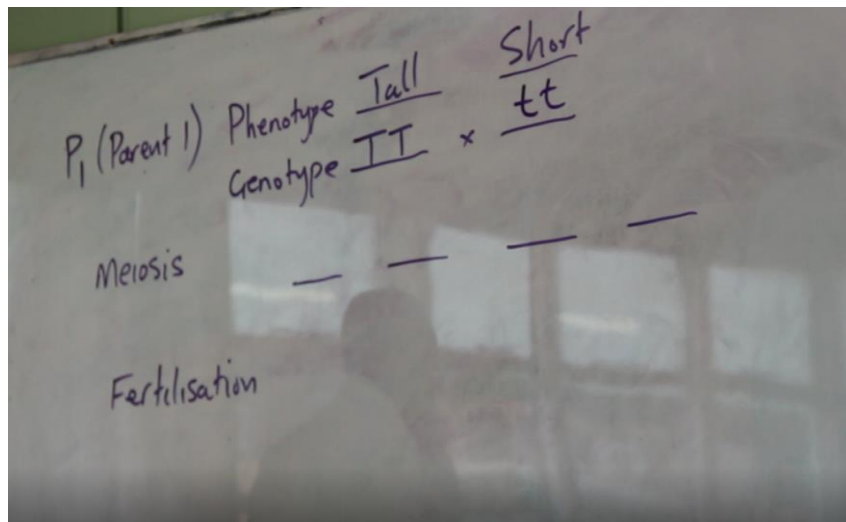 P1 (Parent 1) Phenotype Tall Short
Genotype TT × tt
Meiosis
Fertilisation